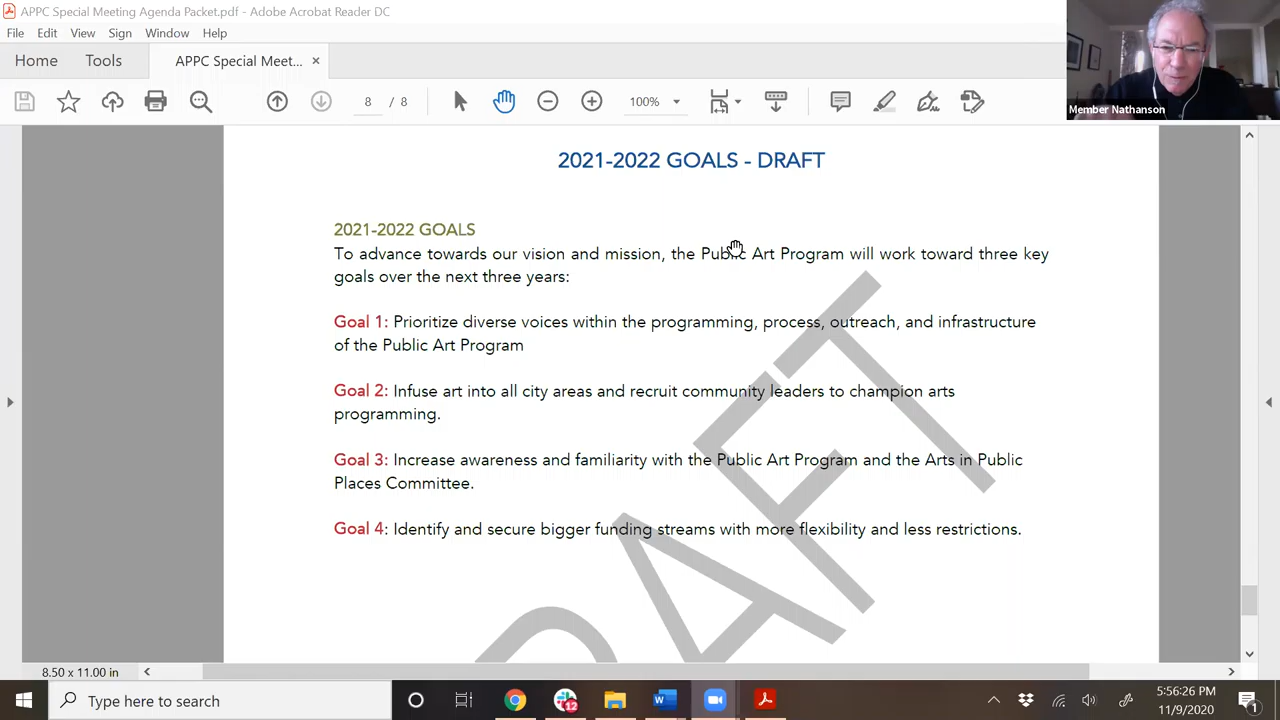 APPC Special Meeting Agenda Packet.pdf - Adobe Acrobat Reader DC
File Edit View Sign Window Help
Home Tools APPC Special Meet... ×
8 / 8 100%
Member Nathanson
2021-2022 GOALS - DRAFT
2021-2022 GOALS
To advance towards our vision and mission, the Public Art Program will work toward three key
goals over the next three years:
Goal 1: Prioritize diverse voices within the programming, process, outreach, and infrastructure
of the Public Art Program
Goal 2: Infuse art into all city areas and recruit community leaders to champion arts
programming.
Goal 3: Increase awareness and familiarity with the Public Art Program and the Arts in Public
Places Committee.
Goal 4: Identify and secure bigger funding streams with more flexibility and less restrictions.
DRAFT
8.50 x 11.00 in
Type here to search
12
5:56:26 PM
11/9/2020
1